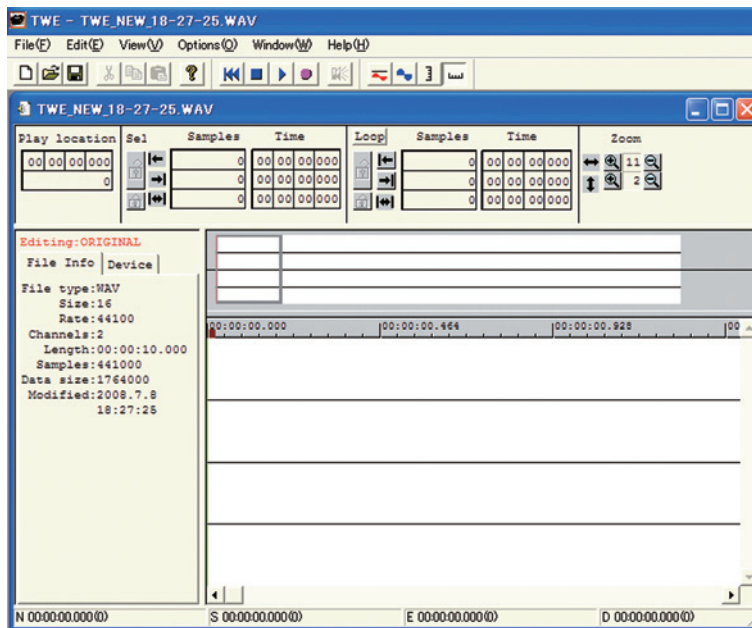 TWE - TWE_NEW_18-27-25.WAV
File(F) Edit(E) View(V) Options(O) Window(W) Help(H)
TWE_NEW_18-27-25.WAV
Play location Sel Samples Time Loop Samples Time Zoom
00 00 00 000 0 00 00 00 000 0 00 00 00 000 11
0 0 00 00 00 000 0 00 00 00 000 2
0 00 00 00 000 0 00 00 00 000
Editing:ORIGINAL
File Info Device
File type:WAV
Size:16
Rate:44100
Channels:2
Length:00:00:10.000
Samples:441000
Data size:1764000
Modified:2008.7.8
18:27:25
00:00:00.000 00:00:00.464 00:00:00.928 00
N 00:00:00.000(0) S 00:00:00.000(0) E 00:00:00.000(0) D 00:00:00.000(0)